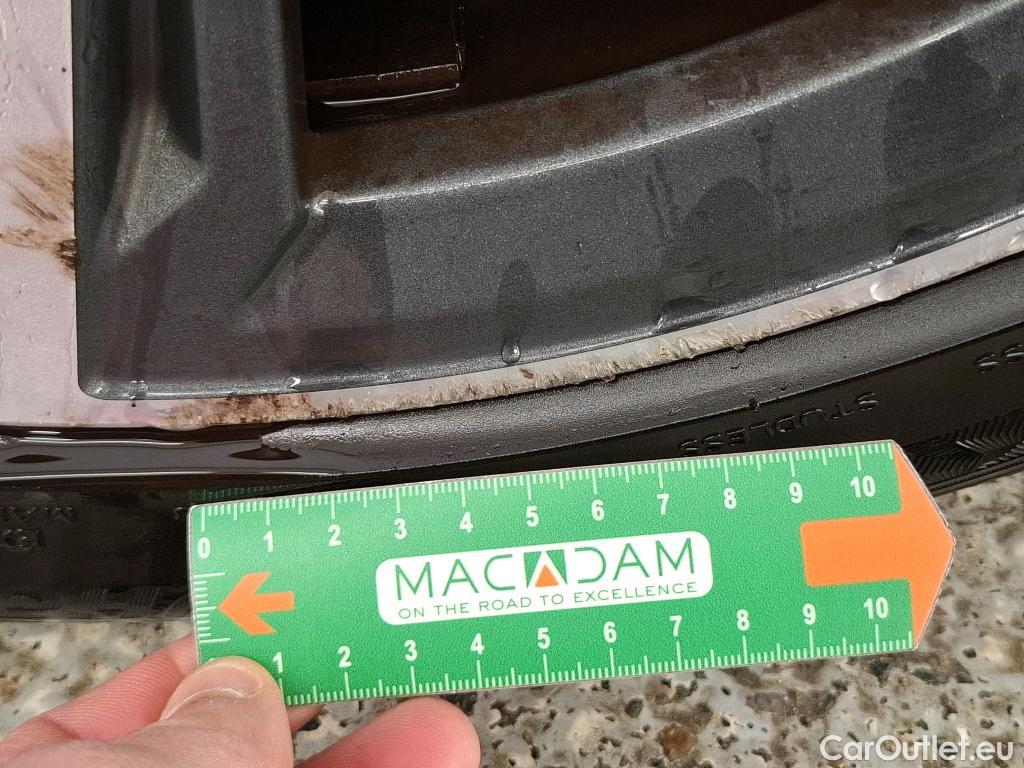 STUDLESS
0 1 2 3 4 5 6 7 8 9 10
MACADAM
ON THE ROAD TO EXCELLENCE
1 2 3 4 5 6 7 8 9 10
CarOutlet.eu